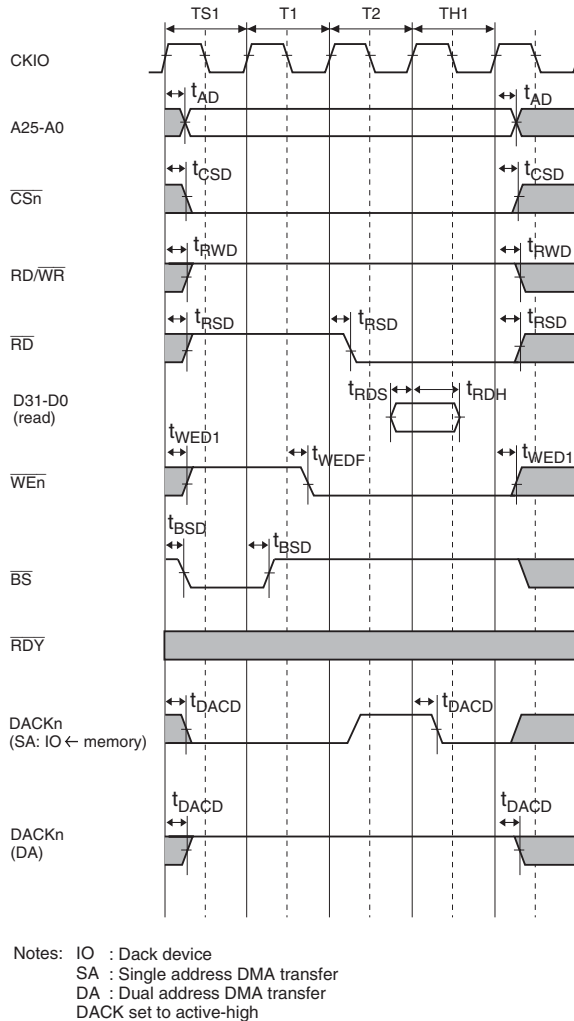 TS1 T1 T2 TH1
CKIO
tAD tAD
A25-A0
tCSD tCSD
CSn
tRWD tRWD
RD/WR
tRSD tRSD tRSD
RD
D31-D0
(read)
tRDS tRDH
tWED1 tWEDF tWED1
WEn
tBSD tBSD
BS
RDY
tDACD tDACD
DACKn
(SA: IO ← memory)
tDACD tDACD
DACKn
(DA)
Notes: IO : Dack device
SA : Single address DMA transfer
DA : Dual address DMA transfer
DACK set to active-high